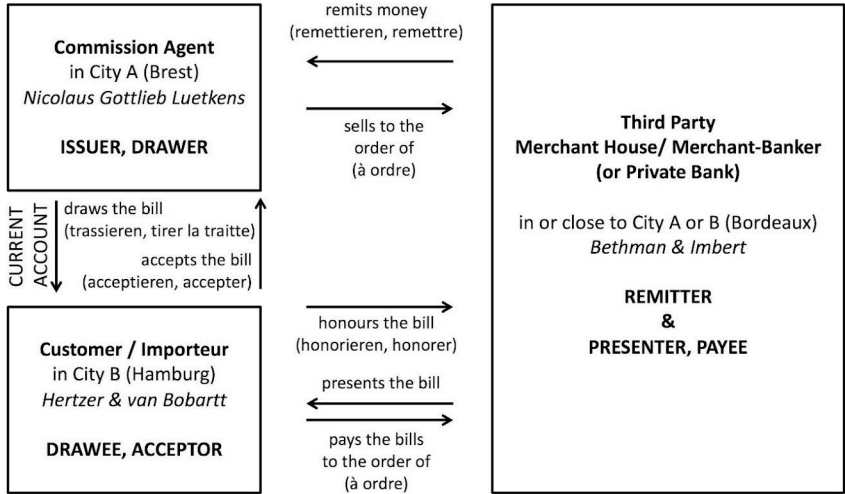 Commission Agent
in City A (Brest)
Nicolaus Gottlieb Luetkens
ISSUER, DRAWER
remits money
(remettieren, remettre)
sells to the
order of
(à ordre)
Third Party
Merchant House/ Merchant-Banker
(or Private Bank)
in or close to City A or B (Bordeaux)
Bethman & Imbert
REMITTER
&
PRESENTER, PAYEE
CURRENT
ACCOUNT
draws the bill
(trassieren, tirer la traitte)
accepts the bill
(acceptieren, accepter)
Customer / Importeur
in City B (Hamburg)
Hertzer & van Bobartt
DRAWEE, ACCEPTOR
honours the bill
(honorieren, honorer)
presents the bill
pays the bills
to the order of
(à ordre)